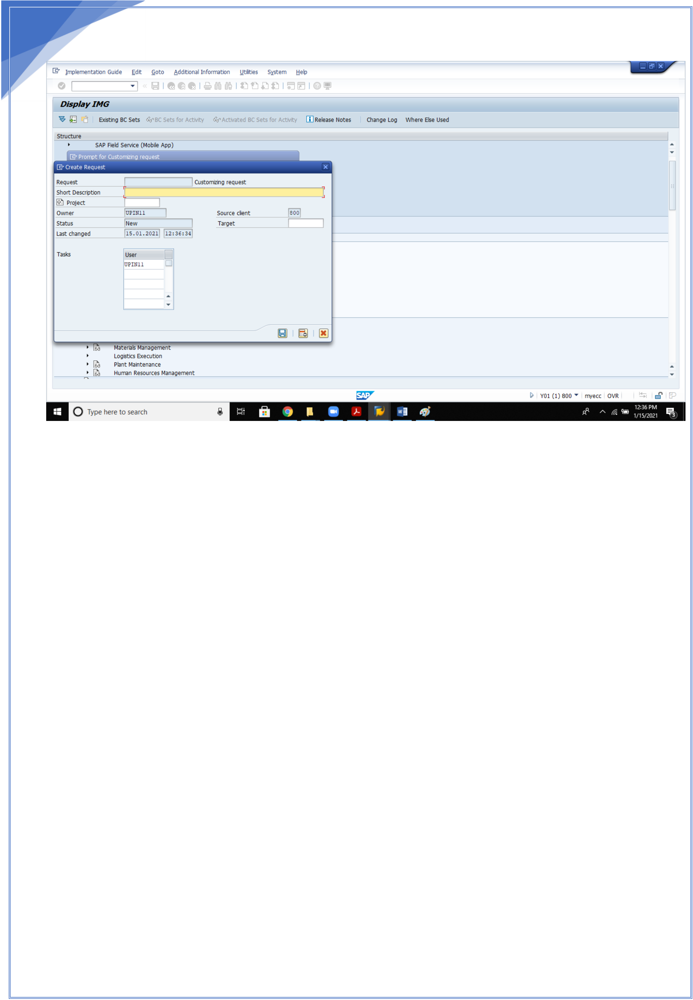 Implementation Guide Edit Goto Additional Information Utilities System Help
Display IMG
Existing BC Sets BC Sets for Activity Activated BC Sets for Activity Release Notes Change Log Where Else Used
Structure
SAP Field Service (Mobile App)
Prompt for Customizing request
Create Request
Request Customizing request
Short Description
Project
Owner UPIN11 Source client 800
Status New Target
Last changed 15.01.2021 12:36:34
Tasks User
UPIN11
Materials Management
Logistics Execution
Plant Maintenance
Human Resources Management
SAP Y01 (1) 800 myecc OVR
Type here to search 12:36 PM
1/15/2021 3